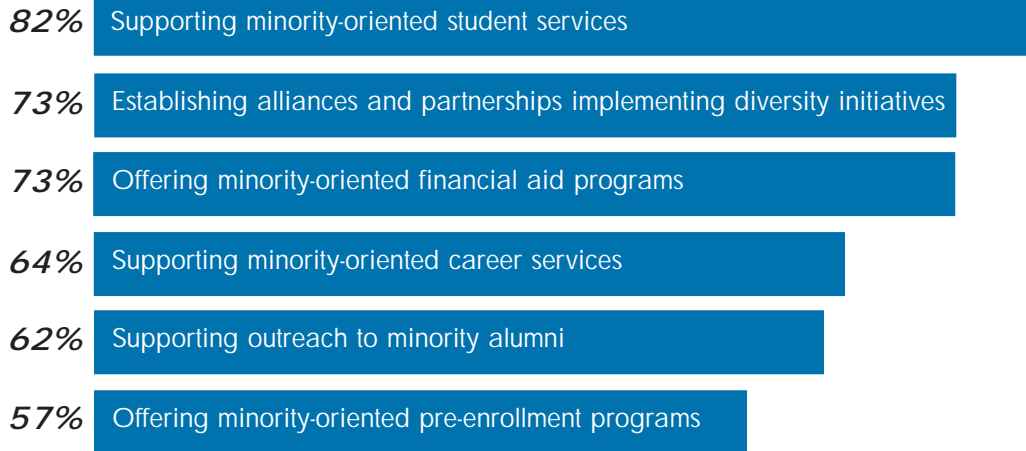 82% Supporting minority-oriented student services
73% Establishing alliances and partnerships implementing diversity initiatives
73% Offering minority-oriented financial aid programs
64% Supporting minority-oriented career services
62% Supporting outreach to minority alumni
57% Offering minority-oriented pre-enrollment programs